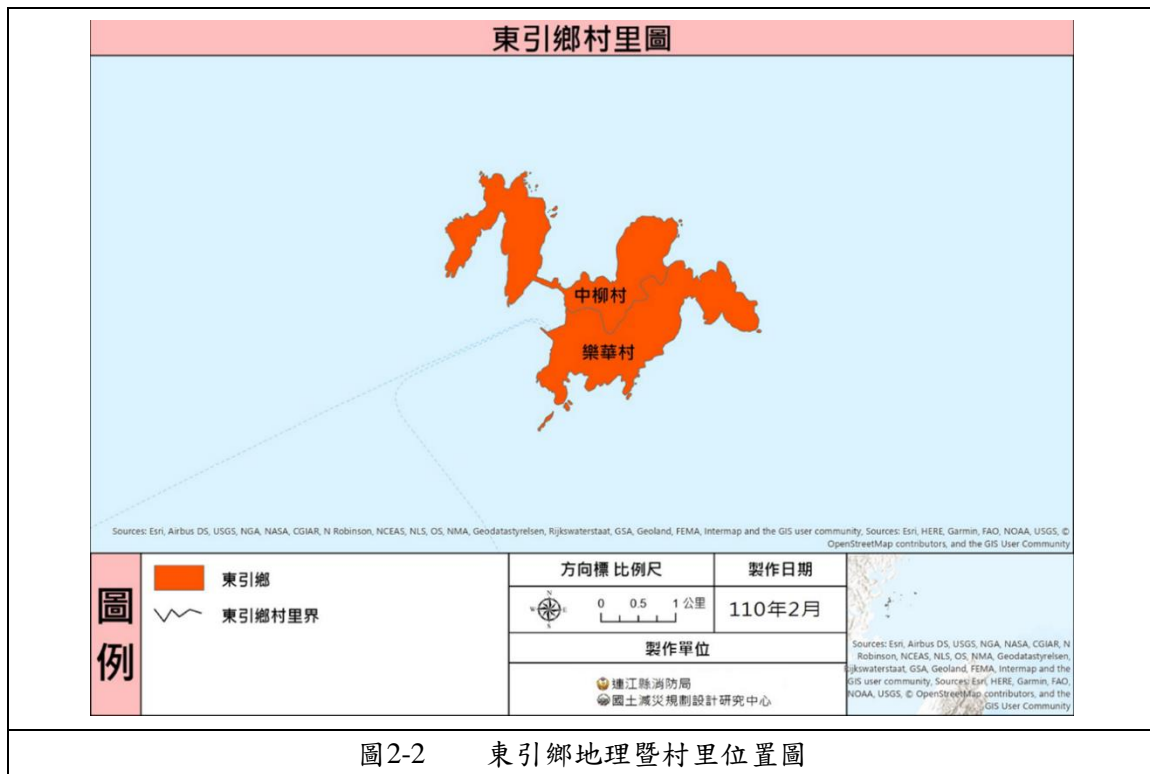 東引鄉村里圖
中柳村
樂華村
Sources: Esri, Airbus DS, USGS, NGA, NASA, CGIAR, N Robinson, NCEAS, NLS, OS, NMA, Geodatastyrelsen, Rijkswaterstaat, GSA, Geoland, FEMA, Intermap and the GIS user community, Sources: Esri, HERE, Garmin, FAO, NOAA, USGS, ©
OpenStreetMap contributors, and the GIS User Community
圖例
東引鄉
東引鄉村里界
方向標 比例尺
N
W
E
S
0 0.5 1 公里
製作日期
110年2月
製作單位
連江縣消防局
國土減災規劃設計研究中心
Sources: Esri, Airbus DS, USGS, NGA, NASA, CGIAR, N
Robinson, NCEAS, NLS, OS, NMA, Geodatastyrelsen,
Rijkswaterstaat, GSA, Geoland, FEMA, Intermap and the
GIS user community, Sources: Esri, HERE, Garmin, FAO,
NOAA, USGS, © OpenStreetMap contributors, and the
GIS User Community
圖2-2 東引鄉地理暨村里位置圖